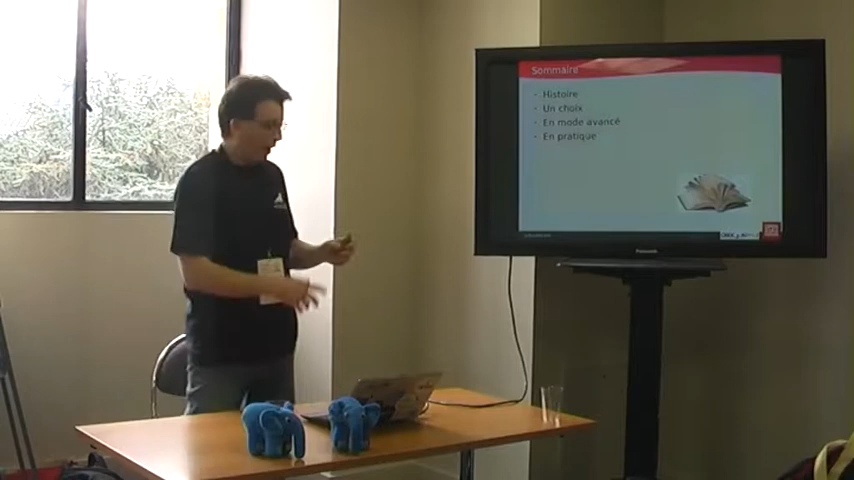 Sommaire
Histoire
Un choix
En mode avancé
En pratique